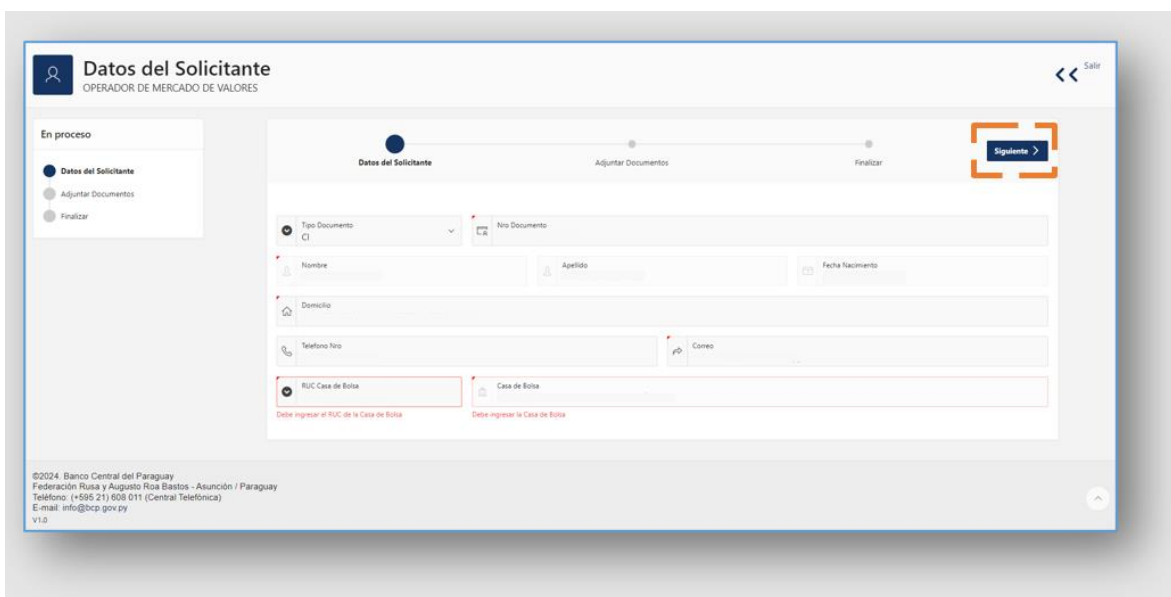 Datos del Solicitante
OPERADOR DE MERCADO DE VALORES
Salir
En proceso
Datos del Solicitante
Adjuntar Documentos
Finalizar
Datos del Solicitante
Adjuntar Documentos
Finalizar
Siguiente
Tipo Documento
CI
Nro Documento
Nombre
Apellido
Fecha Nacimiento
Domicilio
Telefono Nro
Correo
RUC Casa de Bolsa
Casa de Bolsa
Debe ingresar el RUC de la Casa de Bolsa
Debe ingresar la Casa de Bolsa
©2024. Banco Central del Paraguay
Federación Rusa y Augusto Roa Bastos - Asunción / Paraguay
Teléfono: (+595 21) 608 011 (Central Telefónica)
E-mail: info@bcp.gov.py
V1.0